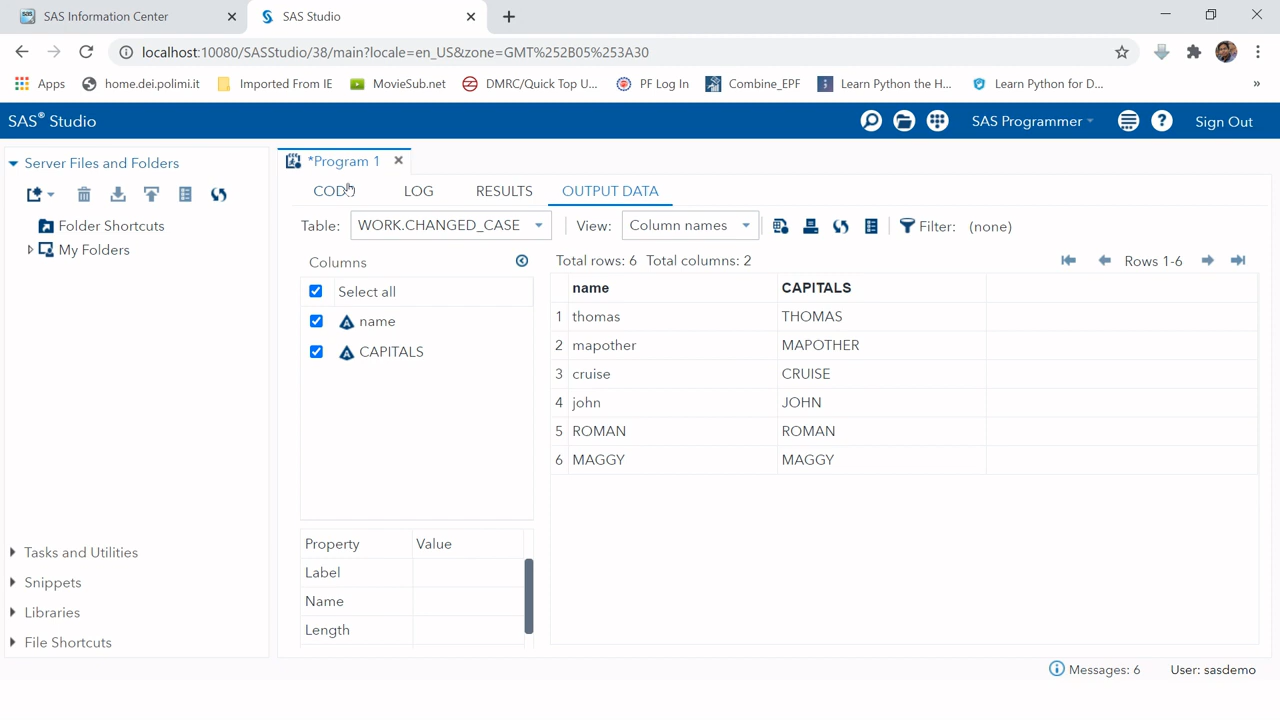 SAS Information Center
SAS Studio
localhost:10080/SASStudio/38/main?locale=en_US&zone=GMT%252B05%253A30
Apps
home.dei.polimi.it
Imported From IE
MovieSub.net
DMRC/Quick Top U...
PF Log In
Combine_EPF
Learn Python the H...
Learn Python for D...
»
SAS® Studio
SAS Programmer
Sign Out
Server Files and Folders
*Program 1
CODE
LOG
RESULTS
OUTPUT DATA
Folder Shortcuts
My Folders
Table: WORK.CHANGED_CASE
View: Column names
Filter: (none)
Columns
Total rows: 6 Total columns: 2
Rows 1-6
Select all
name
CAPITALS
name CAPITALS
1 thomas THOMAS
2 mapother MAPOTHER
3 cruise CRUISE
4 john JOHN
5 ROMAN ROMAN
6 MAGGY MAGGY
Property Value
Label
Name
Length
Tasks and Utilities
Snippets
Libraries
File Shortcuts
Messages: 6
User: sasdemo